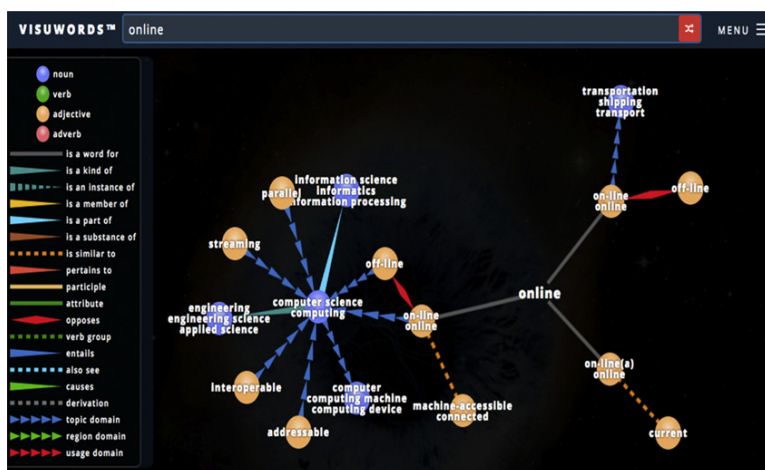 VISUWORDS™
online
MENU
noun
verb
adjective
adverb
is a word for
is a kind of
is an instance of
is a member of
is a part of
is a substance of
is similar to
pertains to
participle
attribute
opposes
verb group
entails
also see
causes
derivation
topic domain
region domain
usage domain
transportation
shipping
transport
on-line
online
off-line
information science
informatics
information processing
parallel
streaming
off-line
computer science
computing
engineering
engineering science
applied science
on-line
online
online
interoperable
computer
computing machine
computing device
addressable
machine-accessible
connected
on-line(a)
online
current